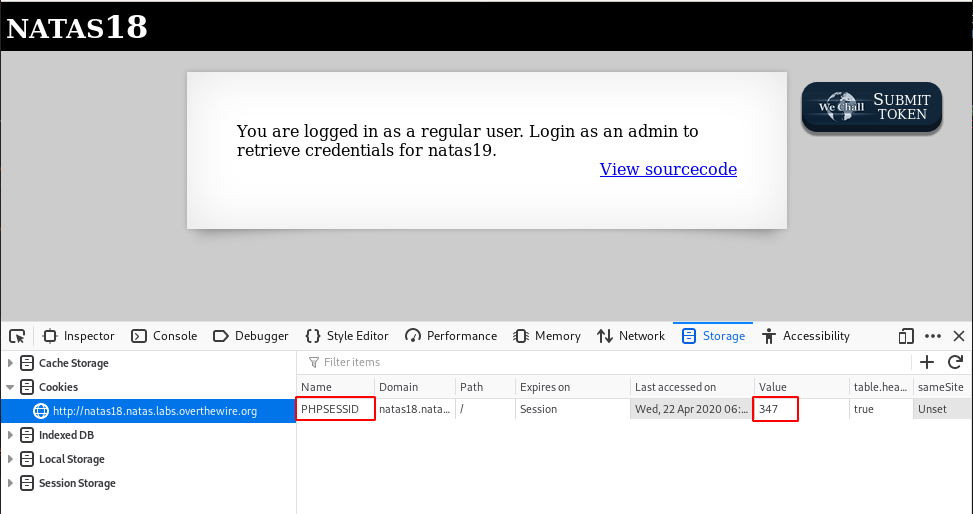 NATAS18
You are logged in as a regular user. Login as an admin to
retrieve credentials for natas19.
View sourcecode
We Chall
SUBMIT
TOKEN
Inspector Console Debugger Style Editor Performance Memory Network Storage Accessibility
Cache Storage
Cookies
http://natas18.natas.labs.overthewire.org
Indexed DB
Local Storage
Session Storage
Filter items
Name Domain Path Expires on Last accessed on Value table.hea... sameSite
PHPSESSID natas18.nata... / Session Wed, 22 Apr 2020 06:... 347 true Unset